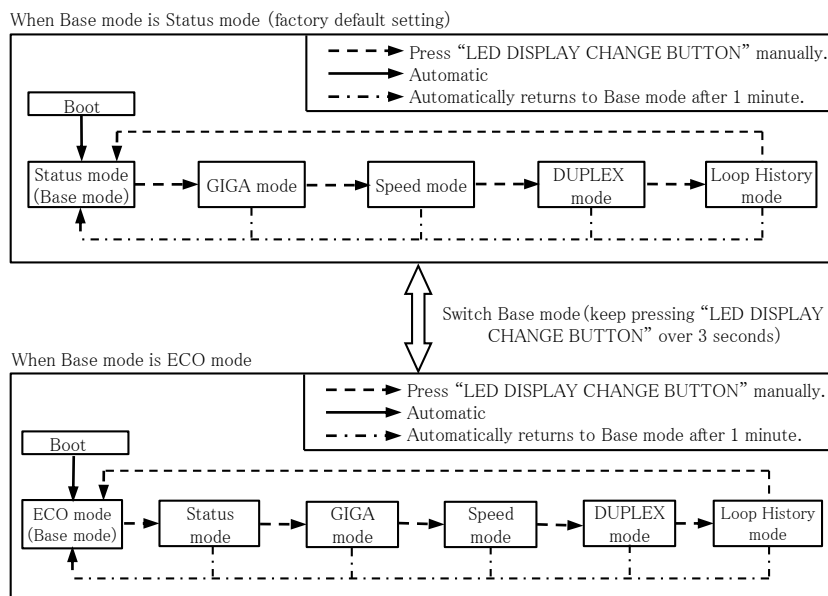 When Base mode is Status mode (factory default setting)
Press “LED DISPLAY CHANGE BUTTON” manually.
Automatic
Automatically returns to Base mode after 1 minute.
Boot
Status mode
(Base mode)
GIGA mode
Speed mode
DUPLEX
mode
Loop History
mode
Switch Base mode(keep pressing “LED DISPLAY
CHANGE BUTTON” over 3 seconds)
When Base mode is ECO mode
Press “LED DISPLAY CHANGE BUTTON” manually.
Automatic
Automatically returns to Base mode after 1 minute.
Boot
ECO mode
(Base mode)
Status
mode
GIGA
mode
Speed
mode
DUPLEX
mode
Loop History
mode